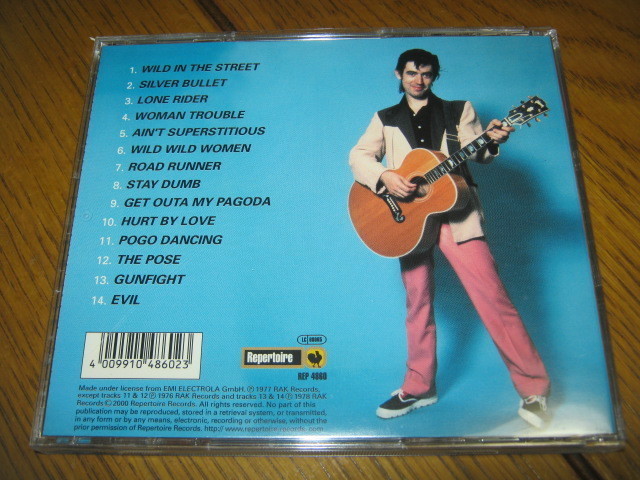 1. WILD IN THE STREET
2. SILVER BULLET
3. LONE RIDER
4. WOMAN TROUBLE
5. AIN'T SUPERSTITIOUS
6. WILD WILD WOMEN
7. ROAD RUNNER
8. STAY DUMB
9. GET OUTA MY PAGODA
10. HURT BY LOVE
11. POGO DANCING
12. THE POSE
13. GUNFIGHT
14. EVIL
4 009910 486023
Repertoire
LC
REP 4860
Made under license from EMI ELECTROLA GmbH. ℗ 1977 RAK Records,
except tracks 11 & 12 ℗ 1976 RAK Records and tracks 13 & 14 ℗ 1978 RAK
Records © 2000 Repertoire Records. All rights reserved. No part of this
publication may be reproduced, stored in a retrieval system, or transmitted,
in any form or by any means, electronic, recording or otherwise, without the
prior permission of Repertoire Records. http://www.repertoirerecords.com